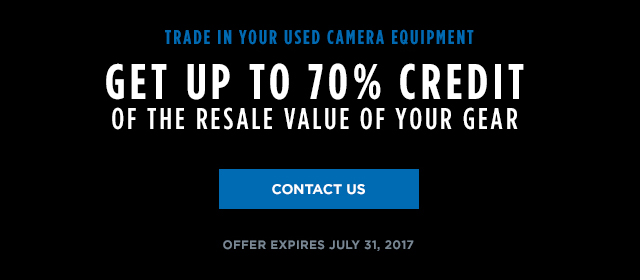 TRADE IN YOUR USED CAMERA EQUIPMENT
GET UP TO 70% CREDIT
OF THE RESALE VALUE OF YOUR GEAR
CONTACT US
OFFER EXPIRES JULY 31, 2017